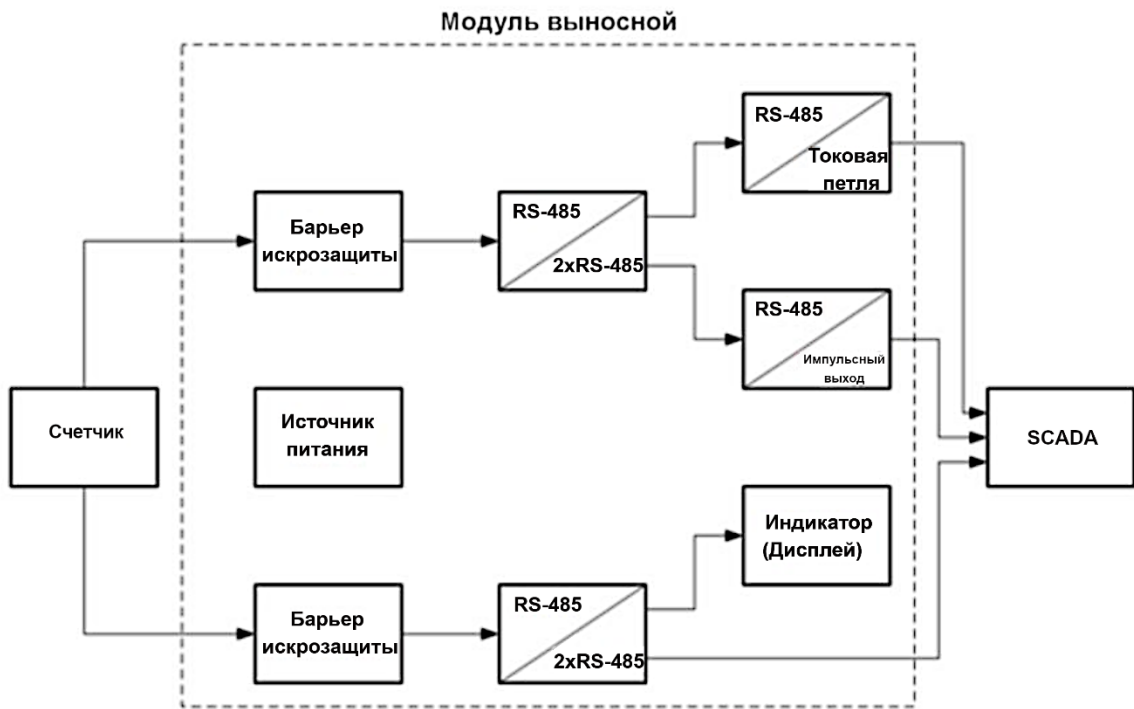 Модуль выносной
RS-485
Токовая
петля
Барьер
искрозащиты
RS-485
2xRS-485
RS-485
Импульсный
выход
Счетчик
Источник
питания
SCADA
Индикатор
(Дисплей)
Барьер
искрозащиты
RS-485
2xRS-485